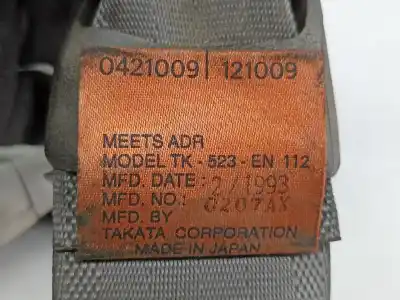 0421009 | 121009
MEETS ADR
MODEL TK - 523 - EN 112
MFD. DATE: 2/1993
MFD. NO.: 0207AX
MFD. BY
TAKATA CORPORATION
MADE IN JAPAN